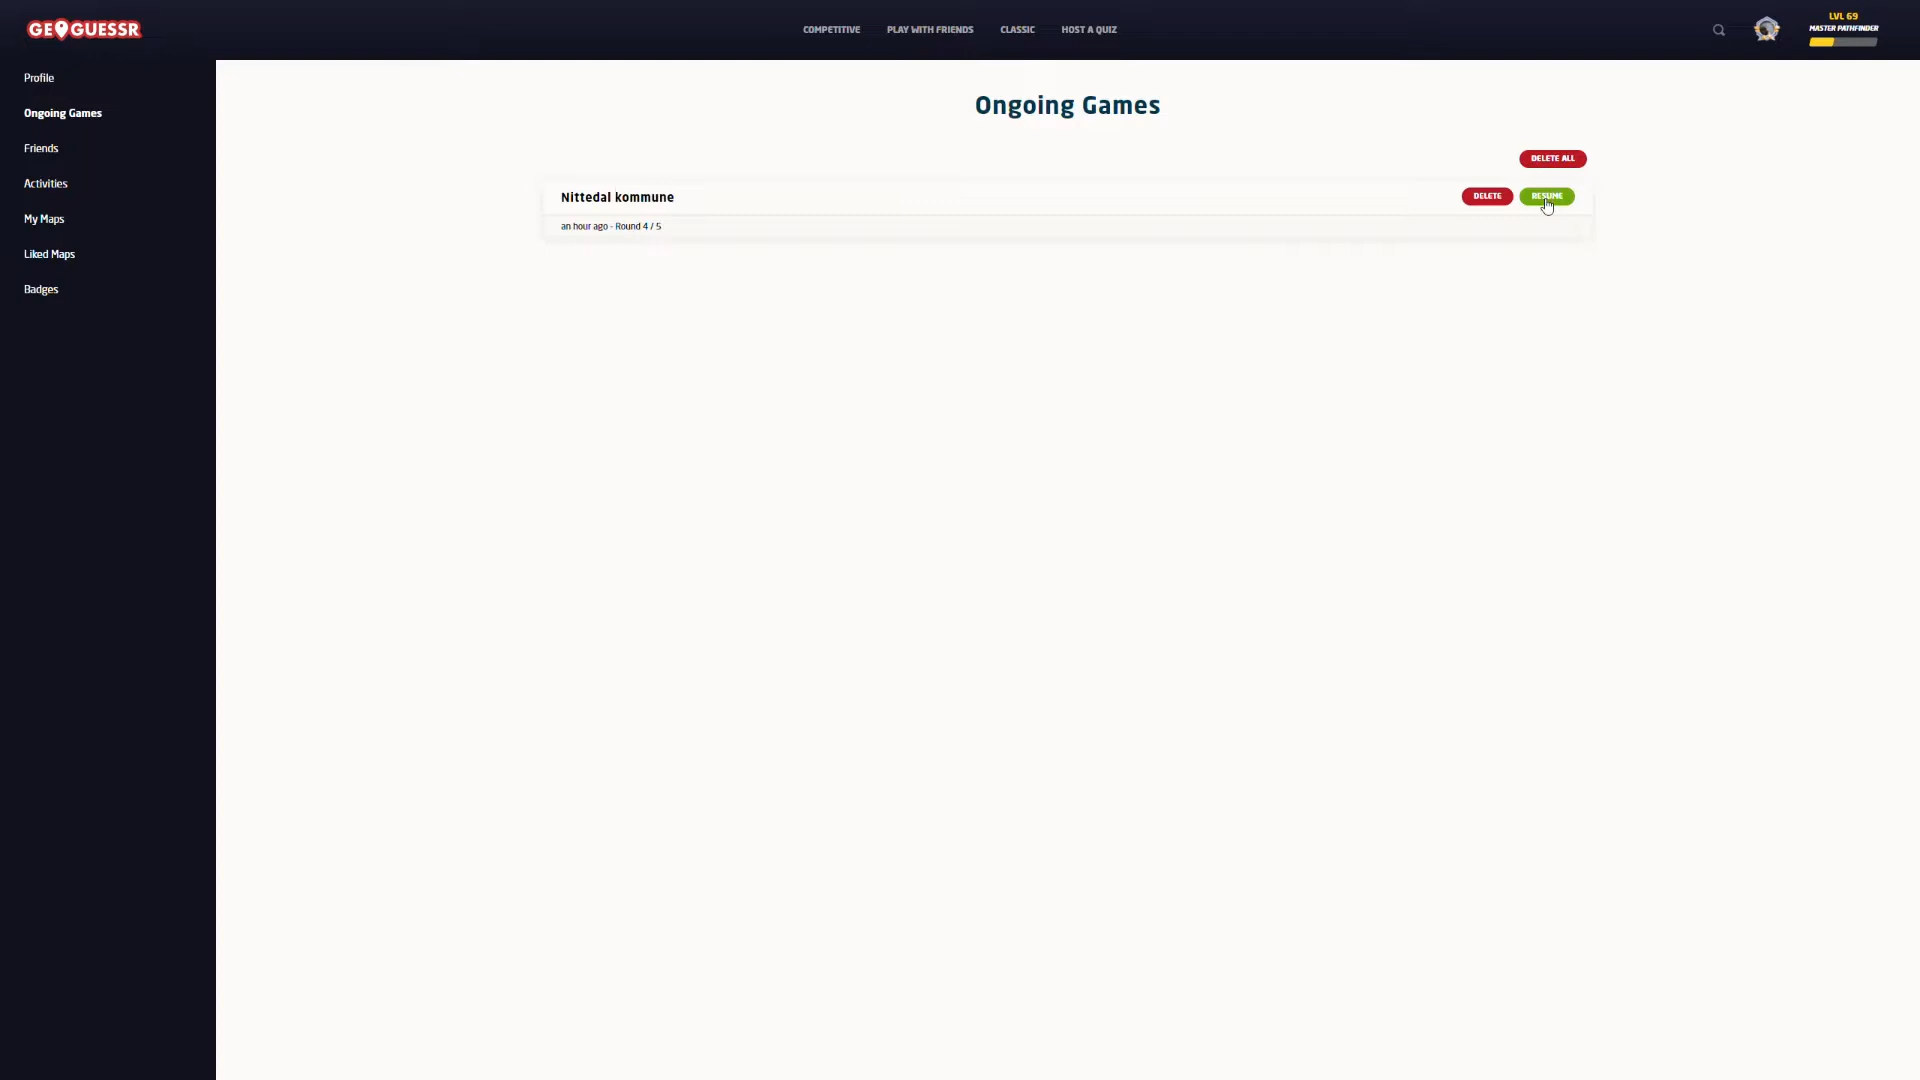 GEOGUESSR
COMPETITIVE PLAY WITH FRIENDS CLASSIC HOST A QUIZ
LVL 69
MASTER PATHFINDER
Profile
Ongoing Games
Friends
Activities
My Maps
Liked Maps
Badges
Ongoing Games
DELETE ALL
Nittedal kommune
DELETE RESUME
an hour ago - Round 4 / 5